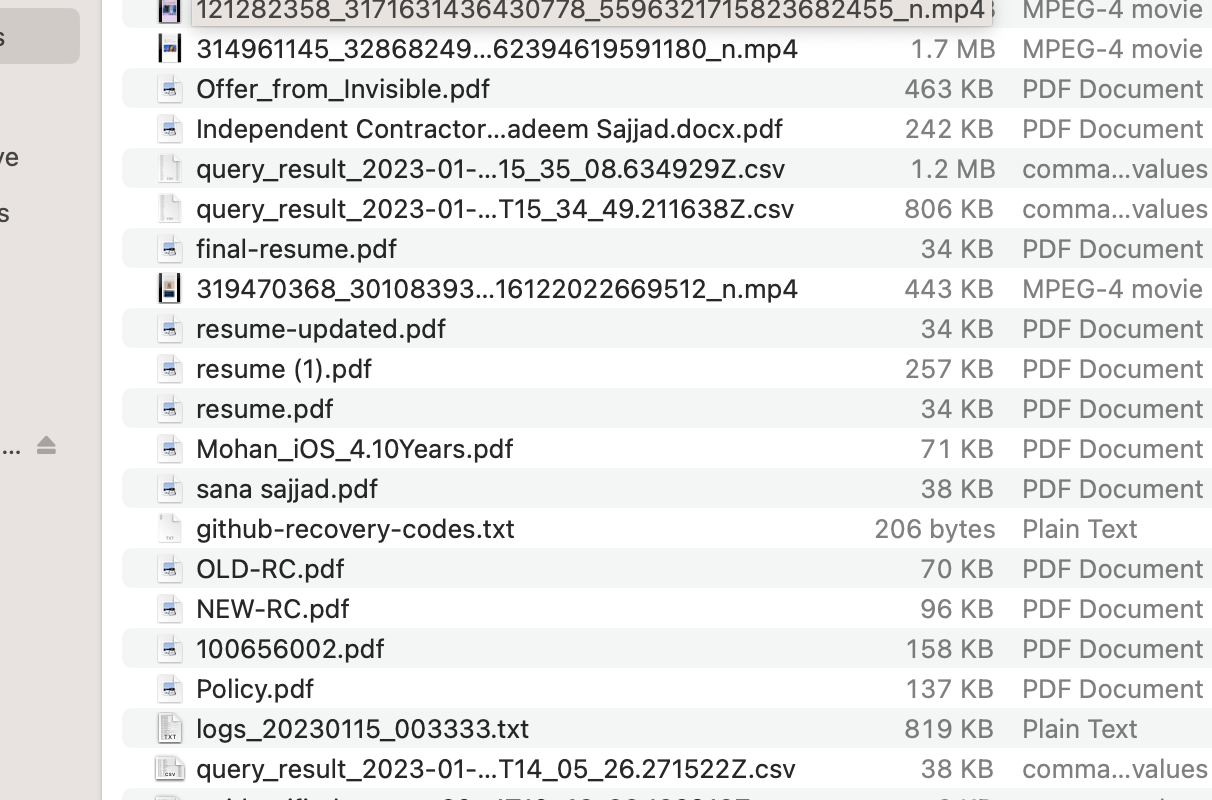 s
121282358_3171631436430778_5596321715823682455_n.mp4 MPEG-4 movie
314961145_32868249...62394619591180_n.mp4 1.7 MB MPEG-4 movie
Offer_from_Invisible.pdf 463 KB PDF Document
Independent Contractor...adeem Sajjad.docx.pdf 242 KB PDF Document
ve
query_result_2023-01-...15_35_08.634929Z.csv 1.2 MB comma...values
s
query_result_2023-01-...T15_34_49.211638Z.csv 806 KB comma...values
final-resume.pdf 34 KB PDF Document
319470368_30108393...16122022669512_n.mp4 443 KB MPEG-4 movie
resume-updated.pdf 34 KB PDF Document
resume (1).pdf 257 KB PDF Document
resume.pdf 34 KB PDF Document
...
Mohan_iOS_4.10Years.pdf 71 KB PDF Document
sana sajjad.pdf 38 KB PDF Document
github-recovery-codes.txt 206 bytes Plain Text
OLD-RC.pdf 70 KB PDF Document
NEW-RC.pdf 96 KB PDF Document
100656002.pdf 158 KB PDF Document
Policy.pdf 137 KB PDF Document
logs_20230115_003333.txt 819 KB Plain Text
query_result_2023-01-...T14_05_26.271522Z.csv 38 KB comma...values